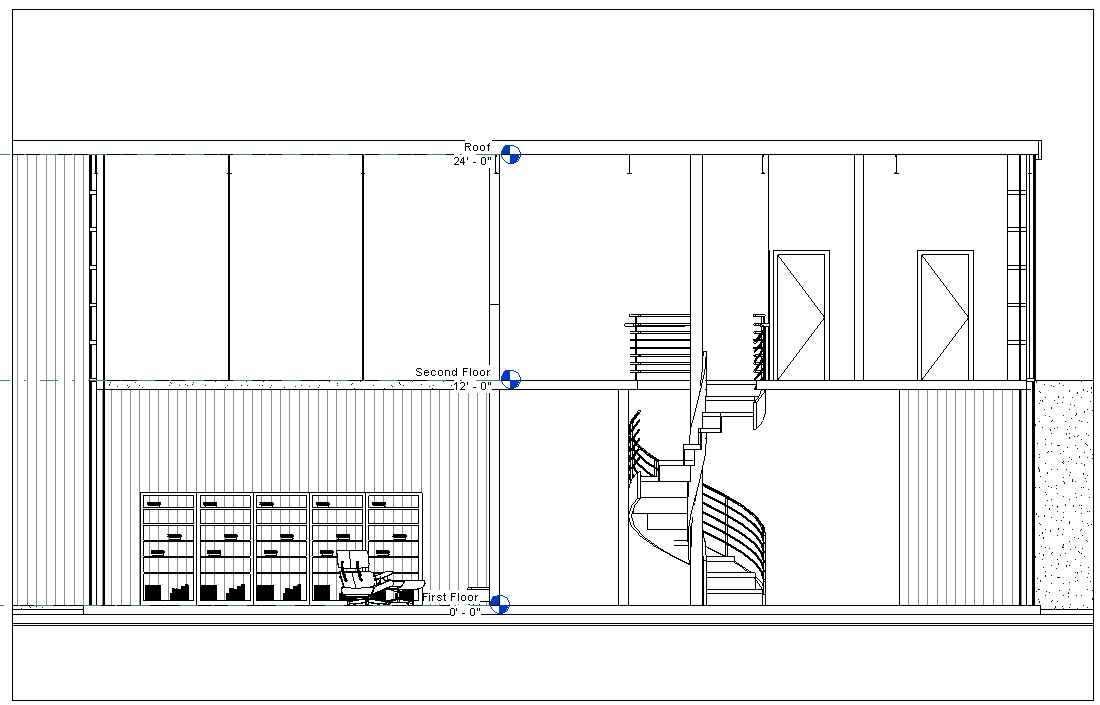 Roof
24' - 0"
Second Floor
12' - 0"
First Floor
0' - 0"